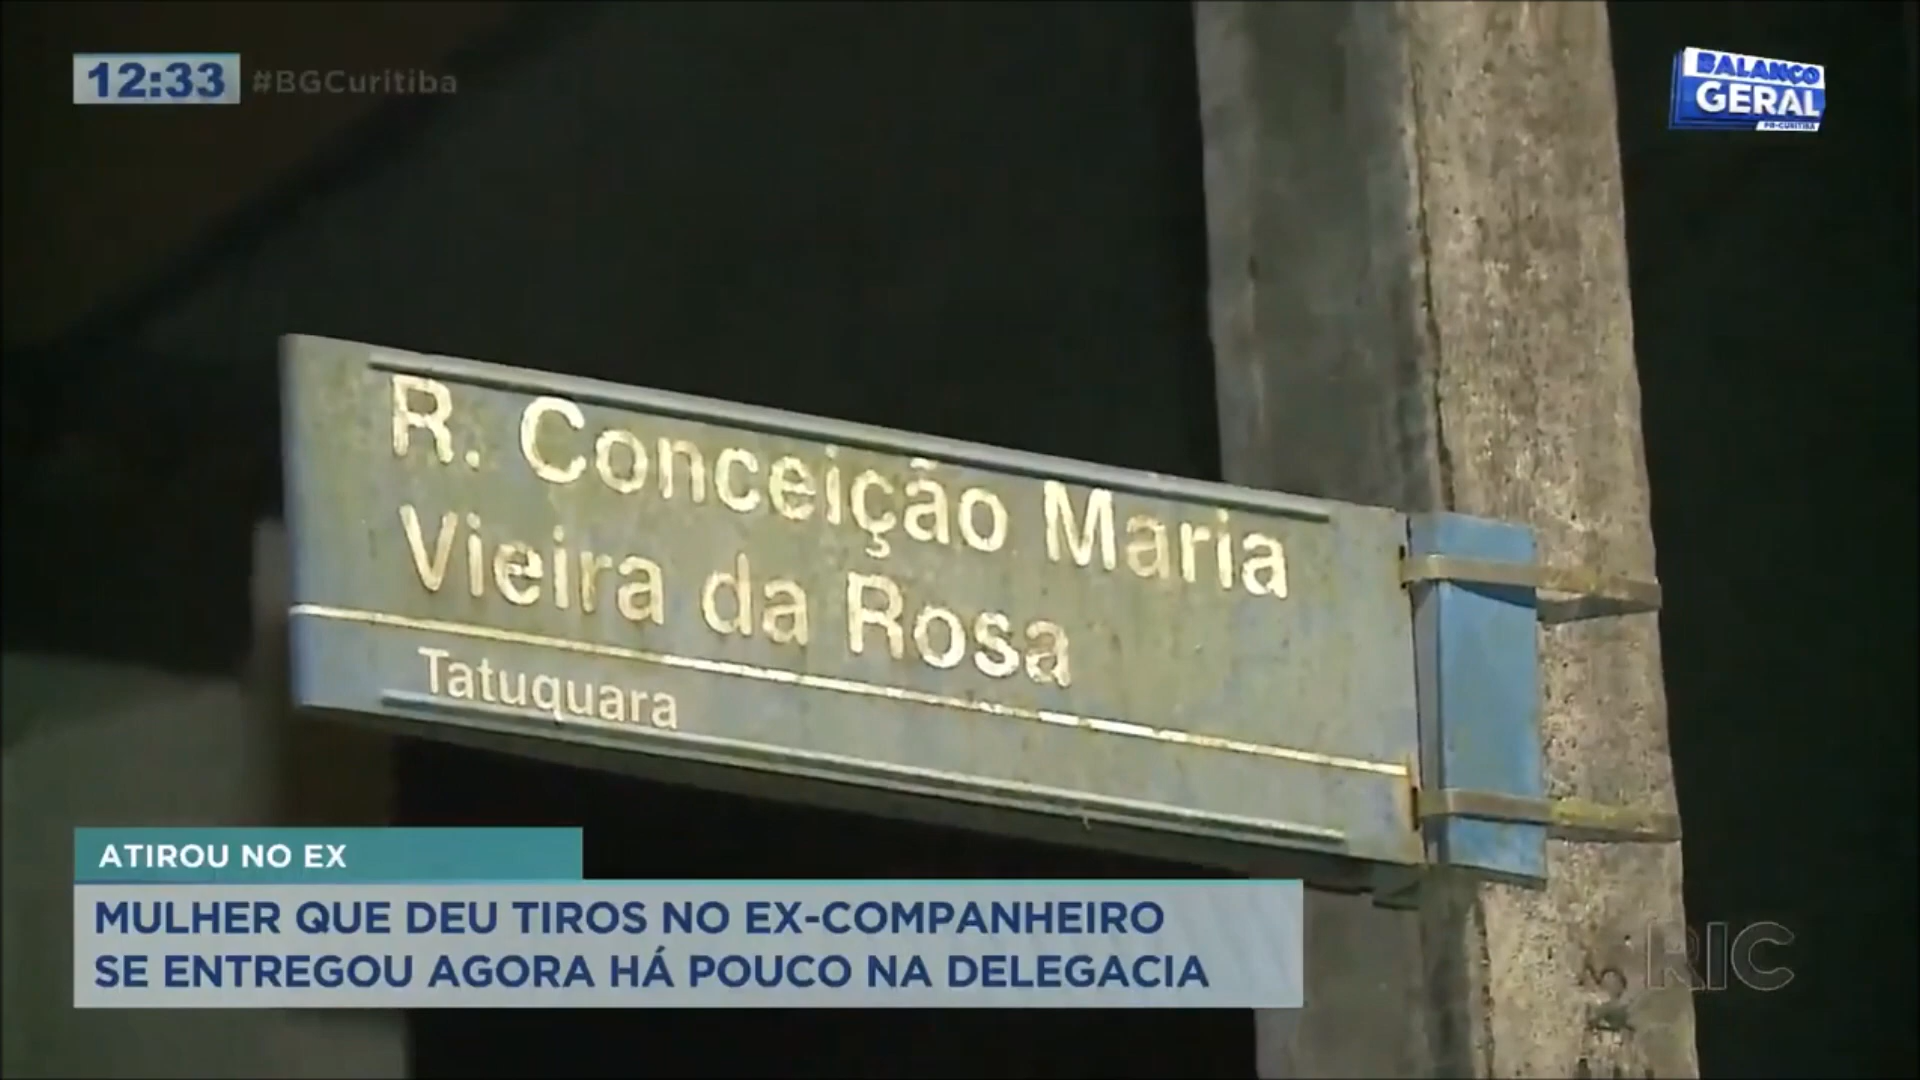 12:33 #BGCuritiba
BALANÇO
GERAL
PR-CURITIBA
R. Conceição Maria
Vieira da Rosa
Tatuquara
ATIROU NO EX
MULHER QUE DEU TIROS NO EX-COMPANHEIRO
SE ENTREGOU AGORA HÁ POUCO NA DELEGACIA
RIC